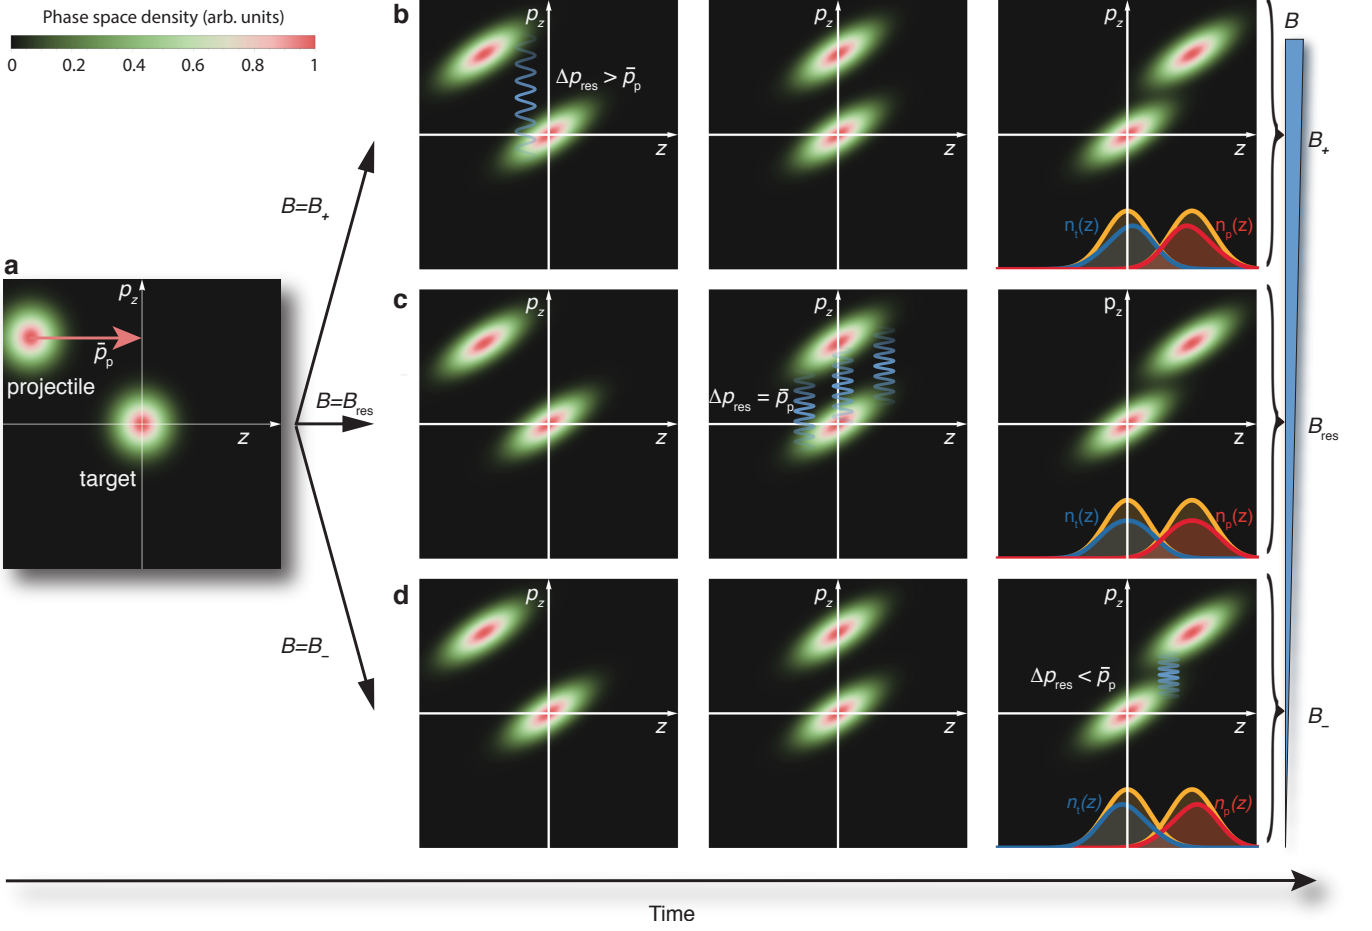 Phase space density (arb. units)
0 0.2 0.4 0.6 0.8 1
a
p_z
p̄_p
projectile
z
target
B=B_+
B=B_res
B=B_–
b
p_z
Δp_res > p̄_p
z
p_z
z
p_z
z
n_t(z)
n_p(z)
c
p_z
z
p_z
Δp_res = p̄_p
z
p_z
z
n_t(z)
n_p(z)
d
p_z
z
p_z
z
p_z
Δp_res < p̄_p
z
n_t(z)
n_p(z)
B
B_+
B_res
B_–
Time